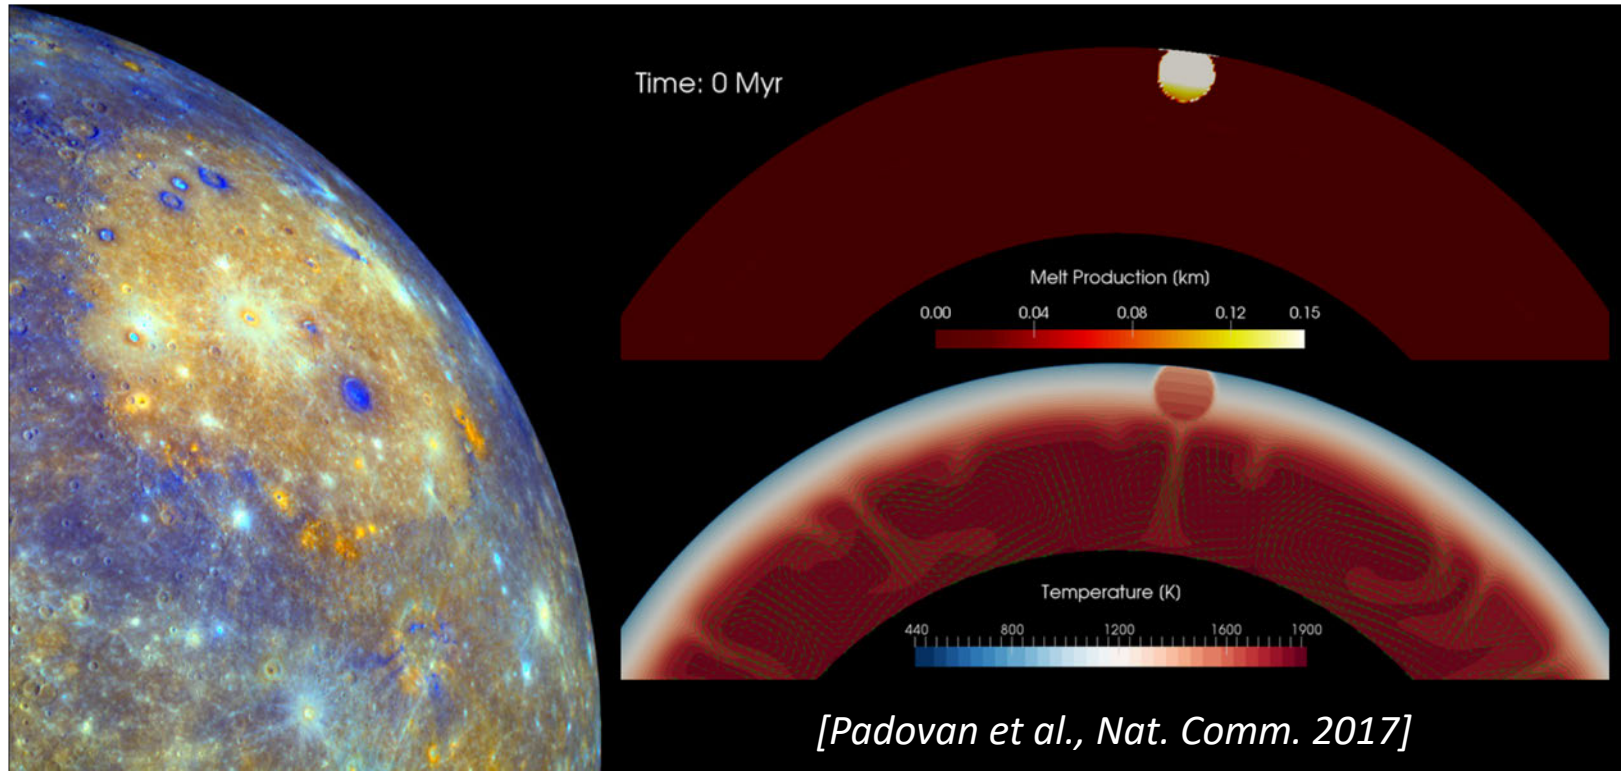 Time: 0 Myr
Melt Production (km)
0.00 0.04 0.08 0.12 0.15
Temperature (K)
440 800 1200 1600 1900
[Padovan et al., Nat. Comm. 2017]